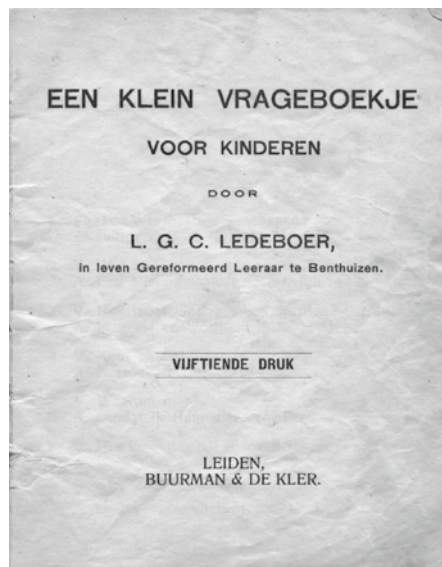 EEN KLEIN VRAGEBOEKJE
VOOR KINDEREN
DOOR
L. G. C. LEDEBOER,
in leven Gereformeerd Leeraar te Benthuizen.
VIJFTIENDE DRUK
LEIDEN,
BUURMAN & DE KLER.